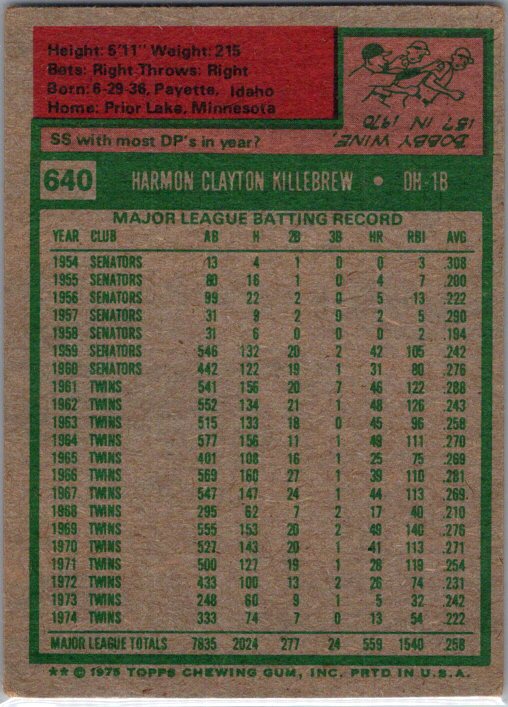 Height: 5'11" Weight: 215
Bats: Right Throws: Right
Born: 6-29-36, Payette, Idaho
Home: Prior Lake, Minnesota
SS with most DP's in year?
BOBBY WINE,
137 IN 1970
640 HARMON CLAYTON KILLEBREW • DH-1B
MAJOR LEAGUE BATTING RECORD
YEAR CLUB AB H 2B 3B HR RBI AVG
1954 SENATORS 13 4 1 0 0 3 .308
1955 SENATORS 80 16 1 0 4 7 .200
1956 SENATORS 99 22 2 0 5 13 .222
1957 SENATORS 31 9 2 0 2 5 .290
1958 SENATORS 31 6 0 0 0 2 .194
1959 SENATORS 546 132 20 2 42 105 .242
1960 SENATORS 442 122 19 1 31 80 .276
1961 TWINS 541 156 20 7 46 122 .288
1962 TWINS 552 134 21 1 48 126 .243
1963 TWINS 515 133 18 0 45 96 .258
1964 TWINS 577 156 11 1 49 111 .270
1965 TWINS 401 108 16 1 25 75 .269
1966 TWINS 569 160 27 1 39 110 .281
1967 TWINS 547 147 24 1 44 113 .269
1968 TWINS 295 62 7 2 17 40 .210
1969 TWINS 555 153 20 2 49 140 .276
1970 TWINS 527 143 20 1 41 113 .271
1971 TWINS 500 127 19 1 28 119 .254
1972 TWINS 433 100 13 2 26 74 .231
1973 TWINS 248 60 9 1 5 32 .242
1974 TWINS 333 74 7 0 13 54 .222
MAJOR LEAGUE TOTALS 7835 2024 277 24 559 1540 .258
** © 1975 TOPPS CHEWING GUM, INC. PRTD IN U.S.A.